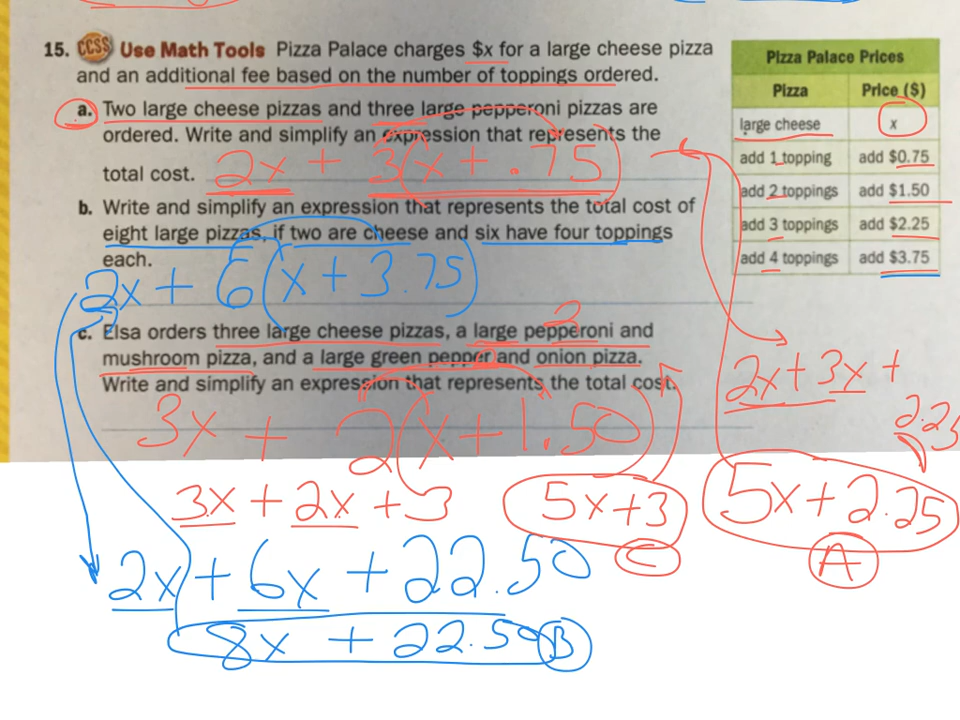 15. CCSS Use Math Tools Pizza Palace charges $x for a large cheese pizza
and an additional fee based on the number of toppings ordered.
a. Two large cheese pizzas and three large pepperoni pizzas are
ordered. Write and simplify an expression that represents the
total cost. 2x + 3(x + .75)
b. Write and simplify an expression that represents the total cost of
eight large pizzas, if two are cheese and six have four toppings
each.
2x + 6(x + 3.75)
2
c. Elsa orders three large cheese pizzas, a large pepperoni and
mushroom pizza, and a large green pepper and onion pizza.
Write and simplify an expression that represents the total cost.
3x + 2(x + 1.50)
3x + 2x + 3
5x + 3
C
2x + 6x + 22.50
8x + 22.50 B
Pizza Palace Prices
Pizza Price ($)
large cheese x
add 1 topping add $0.75
add 2 toppings add $1.50
add 3 toppings add $2.25
add 4 toppings add $3.75
2x + 3x +
2.25
5x + 2.25
A